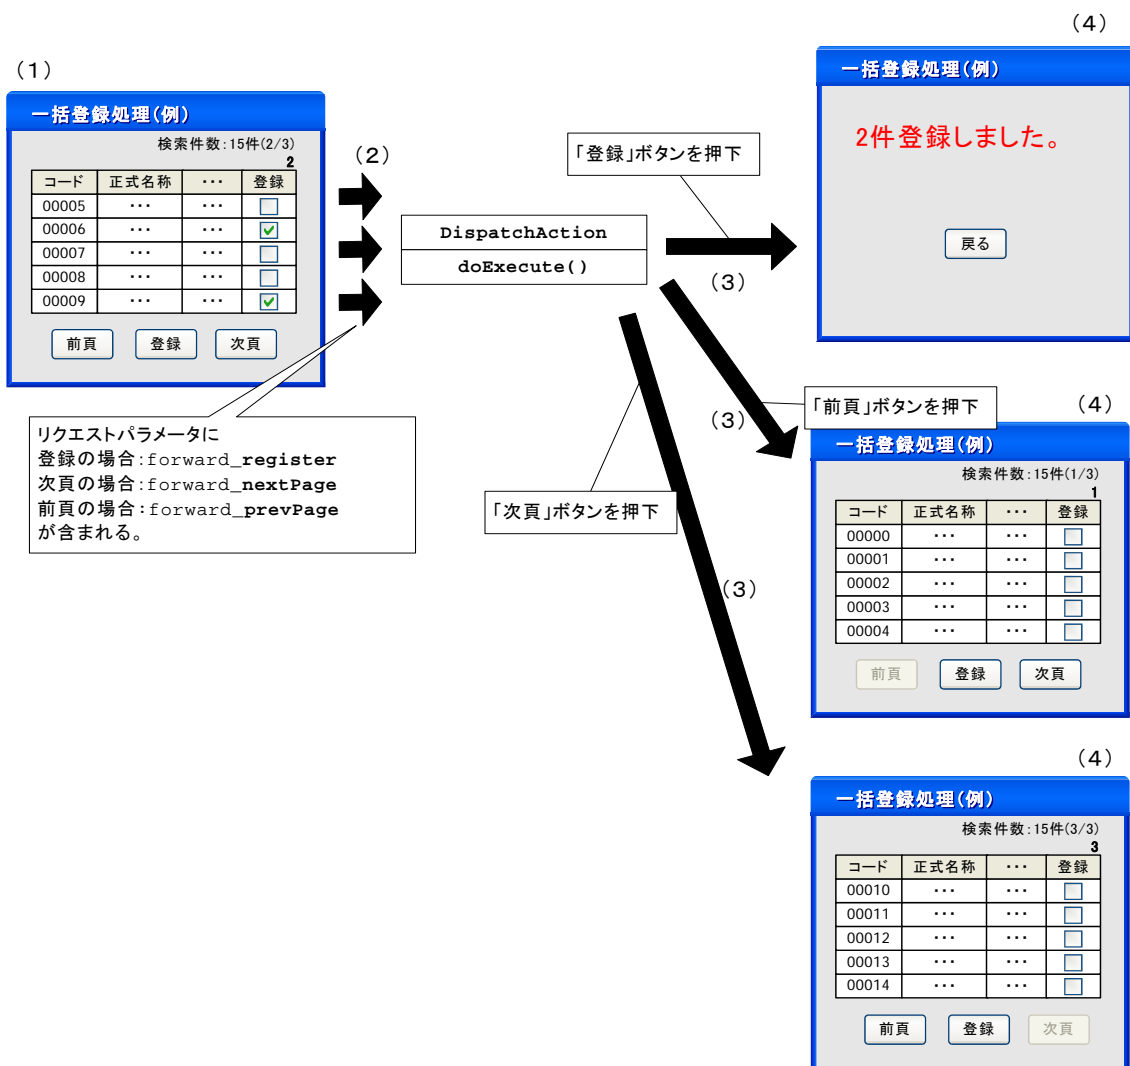 (1)
一括登録処理(例)
検索件数:15件(2/3)
2
コード 正式名称 ・・・ 登録
00005 ・・・ ・・・
00006 ・・・ ・・・
00007 ・・・ ・・・
00008 ・・・ ・・・
00009 ・・・ ・・・
前頁 登録 次頁
(2)
リクエストパラメータに
登録の場合:forward_register
次頁の場合:forward_nextPage
前頁の場合:forward_prevPage
が含まれる。
DispatchAction
doExecute()
「登録」ボタンを押下
(3)
(4)
一括登録処理(例)
2件登録しました。
戻る
「前頁」ボタンを押下
(3)
(4)
一括登録処理(例)
検索件数:15件(1/3)
1
コード 正式名称 ・・・ 登録
00000 ・・・ ・・・
00001 ・・・ ・・・
00002 ・・・ ・・・
00003 ・・・ ・・・
00004 ・・・ ・・・
前頁 登録 次頁
「次頁」ボタンを押下
(3)
(4)
一括登録処理(例)
検索件数:15件(3/3)
3
コード 正式名称 ・・・ 登録
00010 ・・・ ・・・
00011 ・・・ ・・・
00012 ・・・ ・・・
00013 ・・・ ・・・
00014 ・・・ ・・・
前頁 登録 次頁